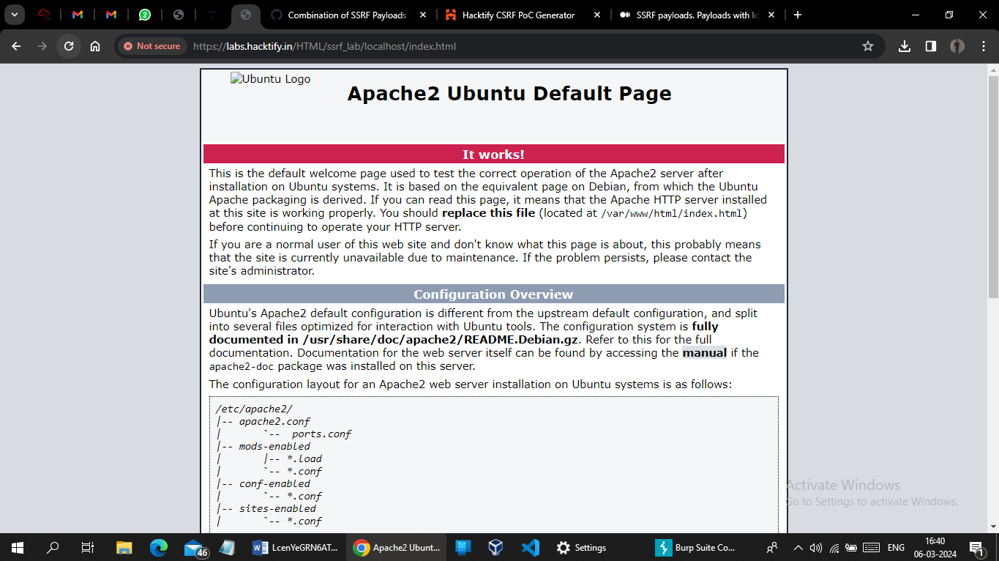 2
Combination of SSRF Payloads
Hacktify CSRF PoC Generator
SSRF payloads. Payloads with lo
Not secure
https://labs.hacktify.in/HTML/ssrf_lab/localhost/index.html
Ubuntu Logo
Apache2 Ubuntu Default Page
It works!
This is the default welcome page used to test the correct operation of the Apache2 server after
installation on Ubuntu systems. It is based on the equivalent page on Debian, from which the Ubuntu
Apache packaging is derived. If you can read this page, it means that the Apache HTTP server installed
at this site is working properly. You should replace this file (located at /var/www/html/index.html)
before continuing to operate your HTTP server.
If you are a normal user of this web site and don't know what this page is about, this probably means
that the site is currently unavailable due to maintenance. If the problem persists, please contact the
site's administrator.
Configuration Overview
Ubuntu's Apache2 default configuration is different from the upstream default configuration, and split
into several files optimized for interaction with Ubuntu tools. The configuration system is fully
documented in /usr/share/doc/apache2/README.Debian.gz. Refer to this for the full
documentation. Documentation for the web server itself can be found by accessing the manual if the
apache2-doc package was installed on this server.
The configuration layout for an Apache2 web server installation on Ubuntu systems is as follows:
/etc/apache2/
|-- apache2.conf
|       `--  ports.conf
|-- mods-enabled
|       |-- *.load
|       `-- *.conf
|-- conf-enabled
|       `-- *.conf
|-- sites-enabled
|       `-- *.conf
Activate Windows
Go to Settings to activate Windows.
46
LcenYeGRN6AT...
Apache2 Ubunt...
Settings
Burp Suite Co...
ENG
16:40
06-03-2024
1